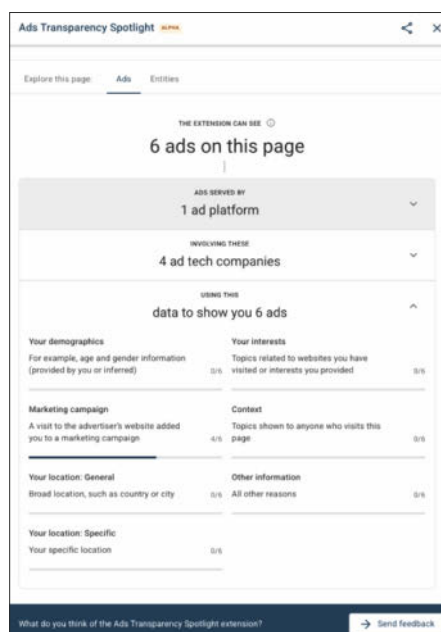 Ads Transparency Spotlight ALPHA
Explore this page: Ads Entities
THE EXTENSION CAN SEE
6 ads on this page
ADS SERVED BY
1 ad platform
INVOLVING THESE
4 ad tech companies
USING THIS
data to show you 6 ads
Your demographics
For example, age and gender information
(provided by you or inferred) 0/6
Your interests
Topics related to websites you have
visited or interests you provided 0/6
Marketing campaign
A visit to the advertiser's website added
you to a marketing campaign 4/6
Context
Topics shown to anyone who visits this
page 0/6
Your location: General
Broad location, such as country or city 0/6
Other information
All other reasons 0/6
Your location: Specific
Your specific location 0/6
What do you think of the Ads Transparency Spotlight extension? Send feedback